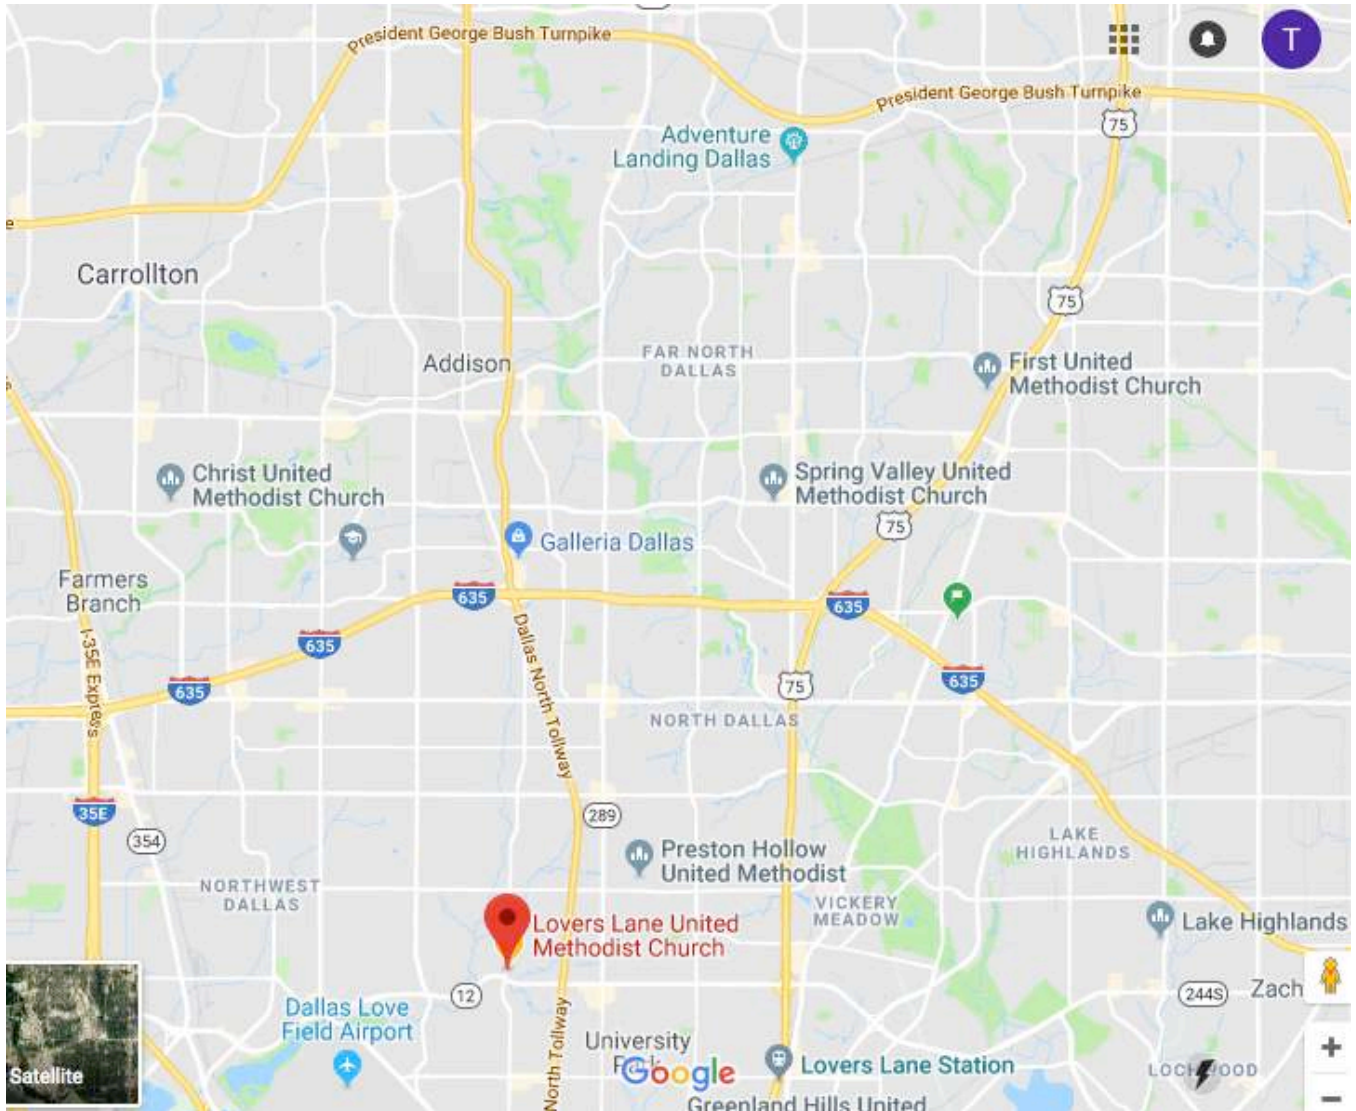 President George Bush Turnpike
T
President George Bush Turnpike
75
Adventure
Landing Dallas
e
Carrollton
75
FAR NORTH
DALLAS
Addison
First United
Methodist Church
Christ United
Methodist Church
Spring Valley United
Methodist Church
75
Galleria Dallas
Farmers
Branch
635
635
635
635
635
I-35E Express
Dallas North Tollway
75
NORTH DALLAS
35E
354
289
LAKE
HIGHLANDS
Preston Hollow
United Methodist
NORTHWEST
DALLAS
VICKERY
MEADOW
Lovers Lane United
Methodist Church
Lake Highlands
12
244S
Zach
Dallas Love
Field Airport
North Tollway
University
Google
Lovers Lane Station
Satellite
Greenland Hills United
+
−